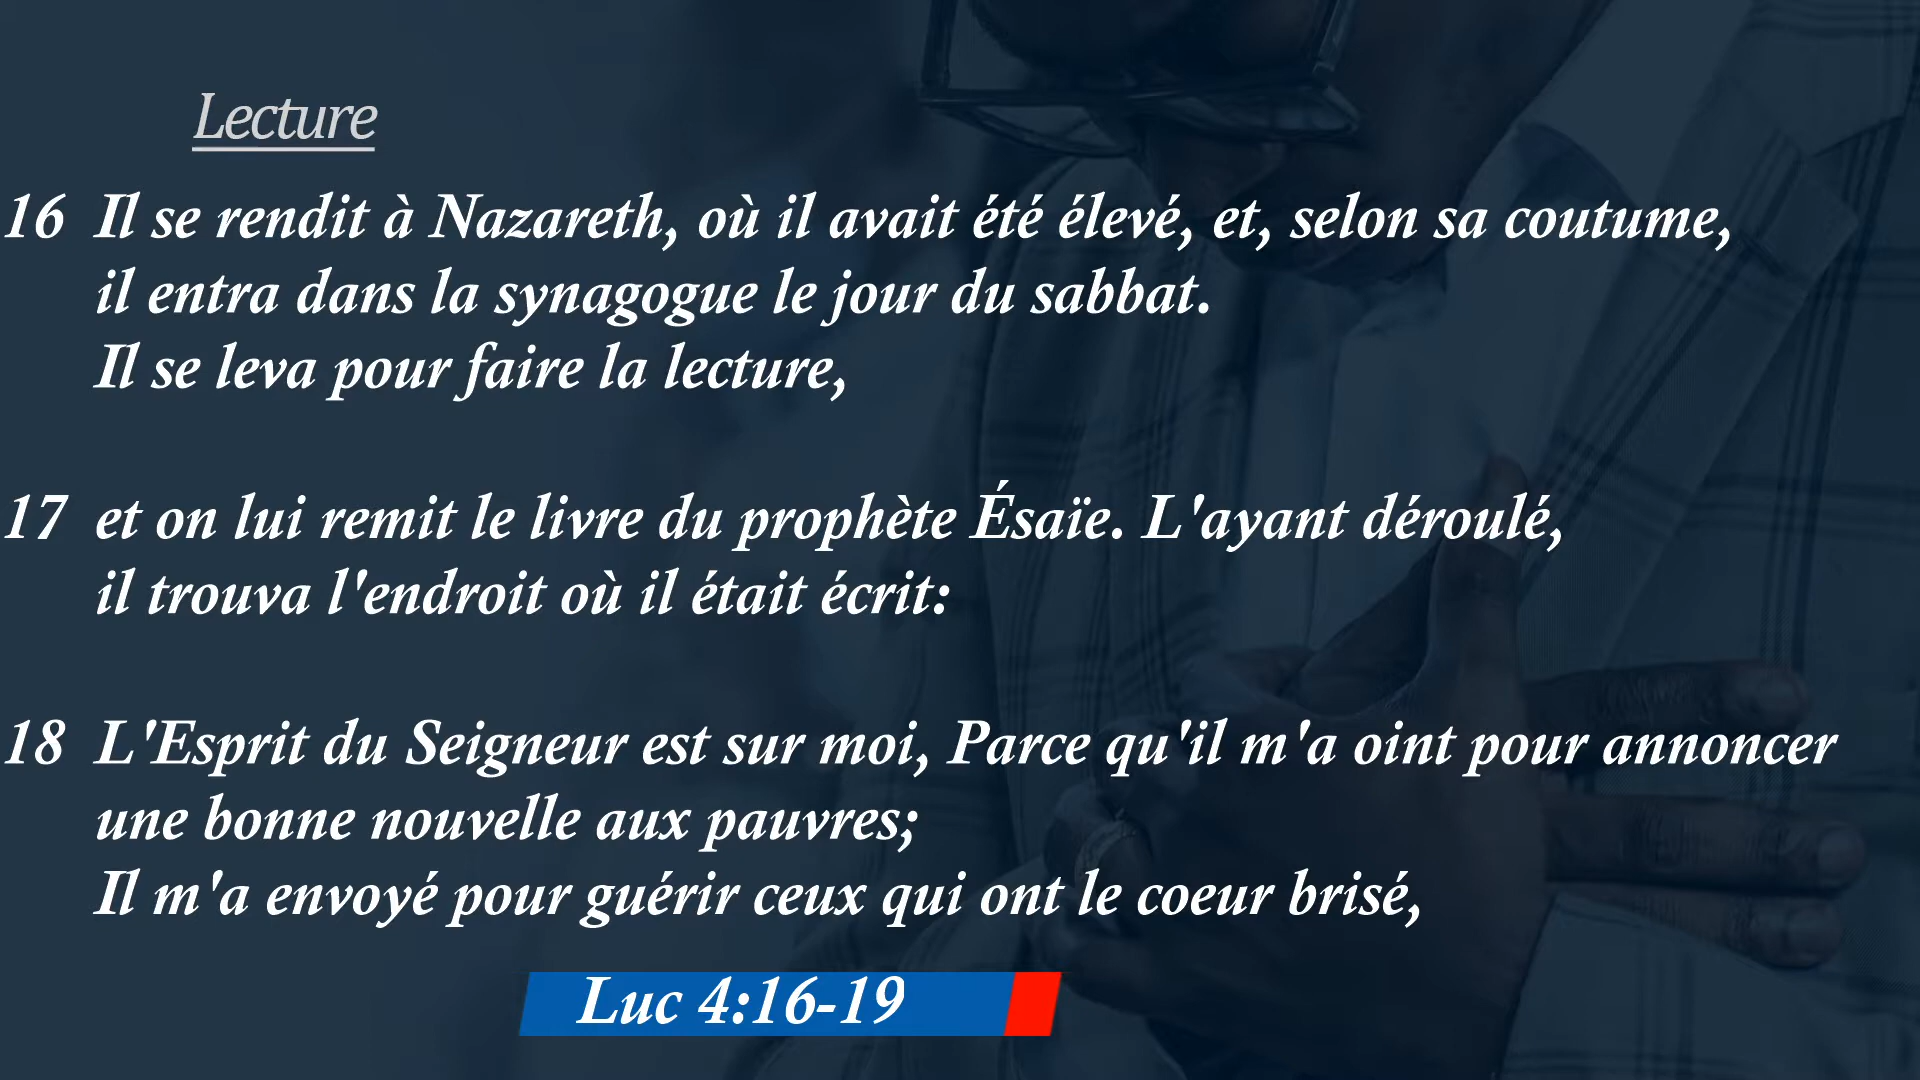 Lecture
16 Il se rendit à Nazareth, où il avait été élevé, et, selon sa coutume,
il entra dans la synagogue le jour du sabbat.
Il se leva pour faire la lecture,
17 et on lui remit le livre du prophète Ésaïe. L'ayant déroulé,
il trouva l'endroit où il était écrit:
18 L'Esprit du Seigneur est sur moi, Parce qu'il m'a oint pour annoncer
une bonne nouvelle aux pauvres;
Il m'a envoyé pour guérir ceux qui ont le coeur brisé,
Luc 4:16-19